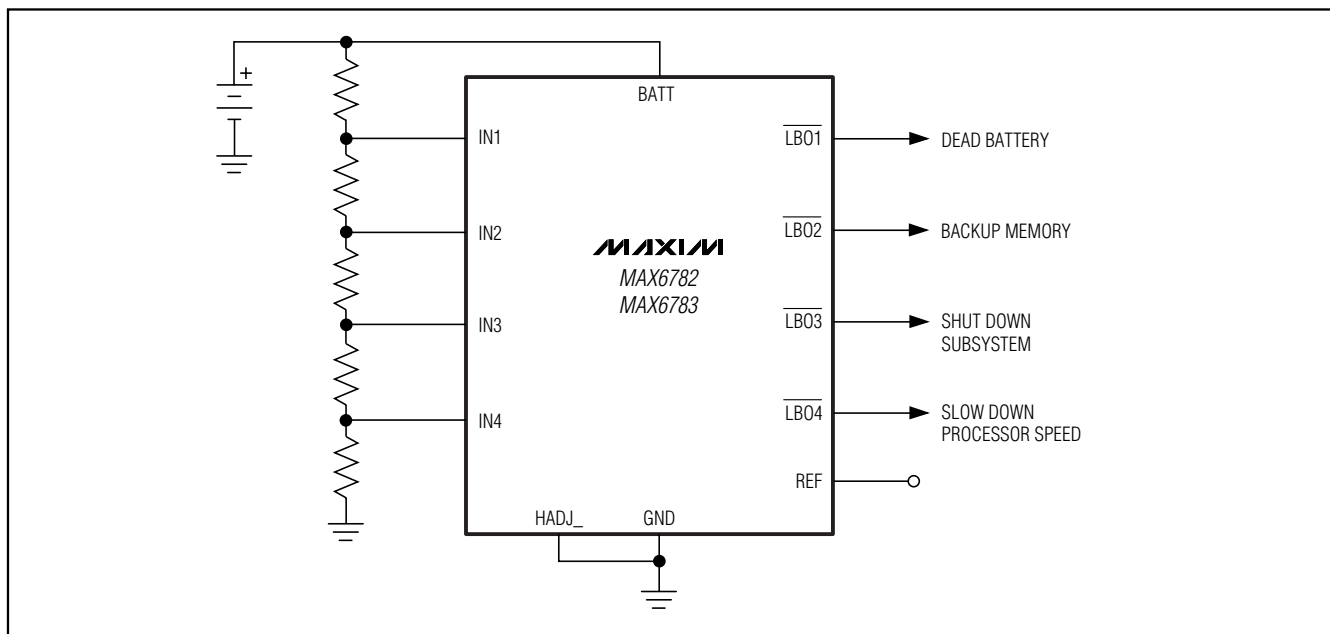 +
BATT
IN1
LBO1
DEAD BATTERY
IN2
LBO2
BACKUP MEMORY
MAXIM
MAX6782
MAX6783
IN3
LBO3
SHUT DOWN
SUBSYSTEM
IN4
LBO4
SLOW DOWN
PROCESSOR SPEED
REF
HADJ_
GND